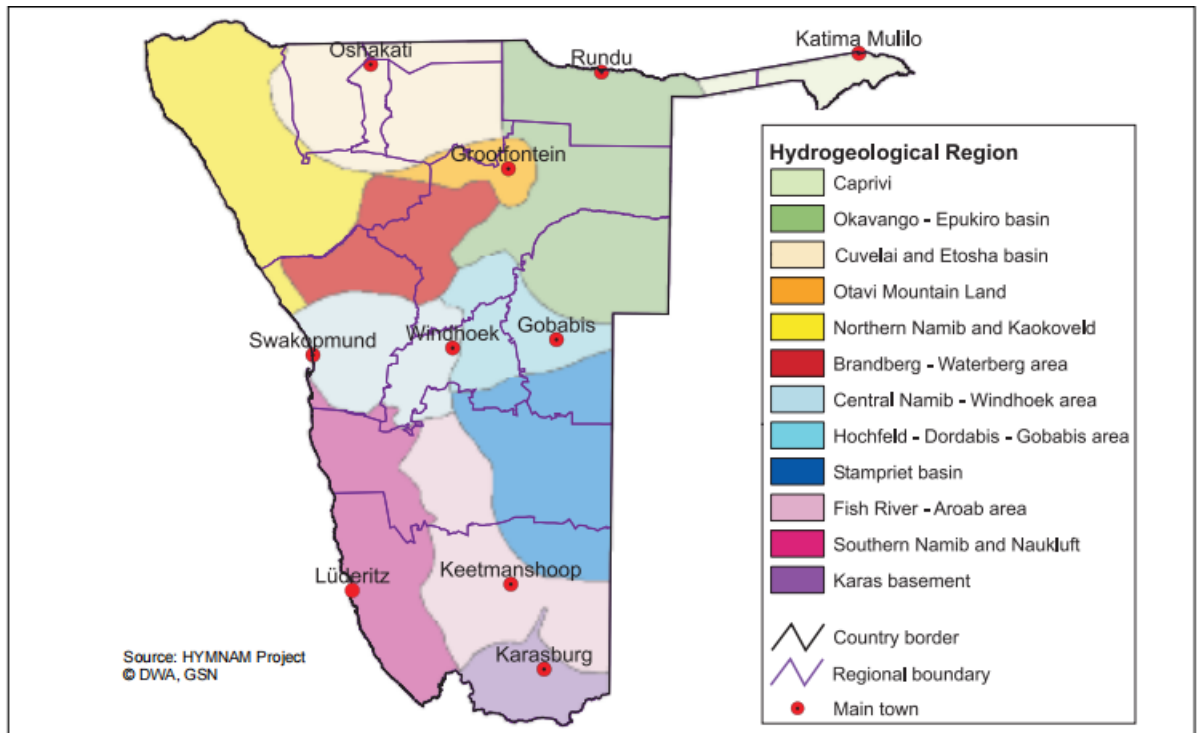 Oshakati
Rundu
Katima Mulilo
Grootfontein
Swakopmund
Windhoek
Gobabis
Lüderitz
Keetmanshoop
Karasburg
Source: HYMNAM Project
© DWA, GSN
Hydrogeological Region
Caprivi
Okavango - Epukiro basin
Cuvelai and Etosha basin
Otavi Mountain Land
Northern Namib and Kaokoveld
Brandberg - Waterberg area
Central Namib - Windhoek area
Hochfeld - Dordabis - Gobabis area
Stampriet basin
Fish River - Aroab area
Southern Namib and Naukluft
Karas basement
Country border
Regional boundary
Main town